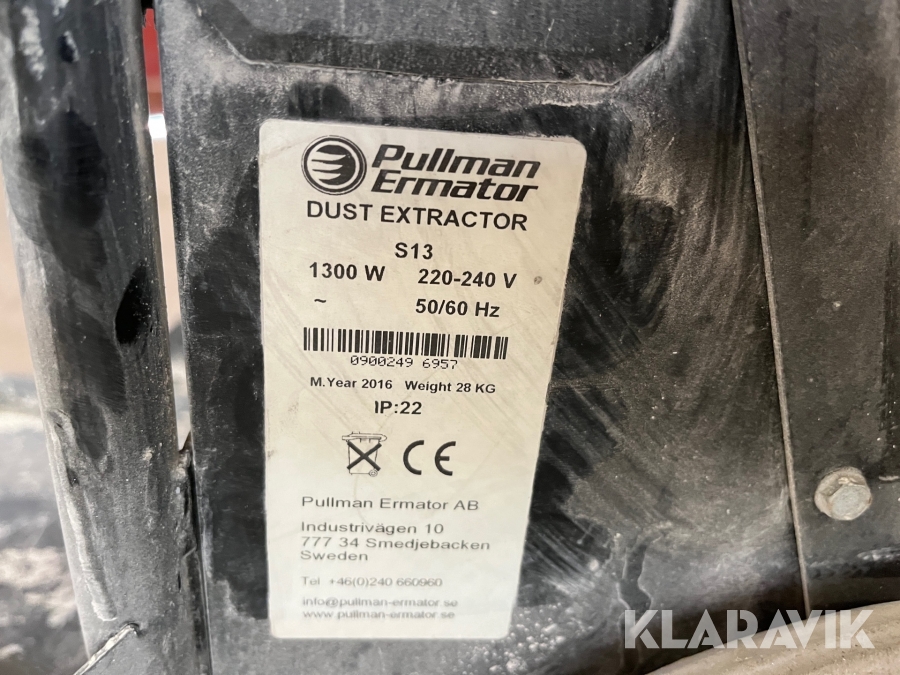 Pullman
Ermator
DUST EXTRACTOR
S13
1300 W 220-240 V
~ 50/60 Hz
0900249 6957
M.Year 2016 Weight 28 KG
IP:22
CE
Pullman Ermator AB
Industrivägen 10
777 34 Smedjebacken
Sweden
Tel +46(0)240 660960
info@pullman-ermator.se
www.pullman-ermator.se
KLARAVIK